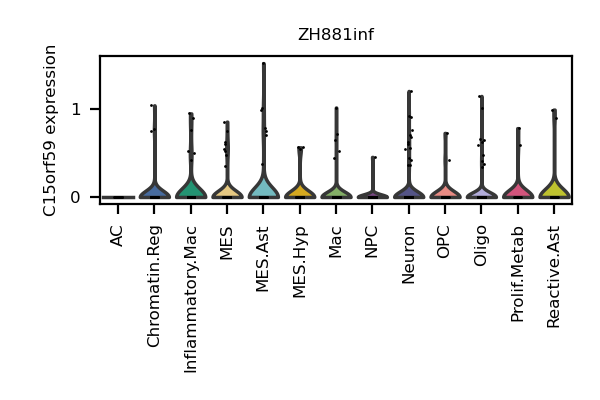 ZH881inf
C15orf59 expression
1
0
AC
Chromatin.Reg
Inflammatory.Mac
MES
MES.Ast
MES.Hyp
Mac
NPC
Neuron
OPC
Oligo
Prolif.Metab
Reactive.Ast